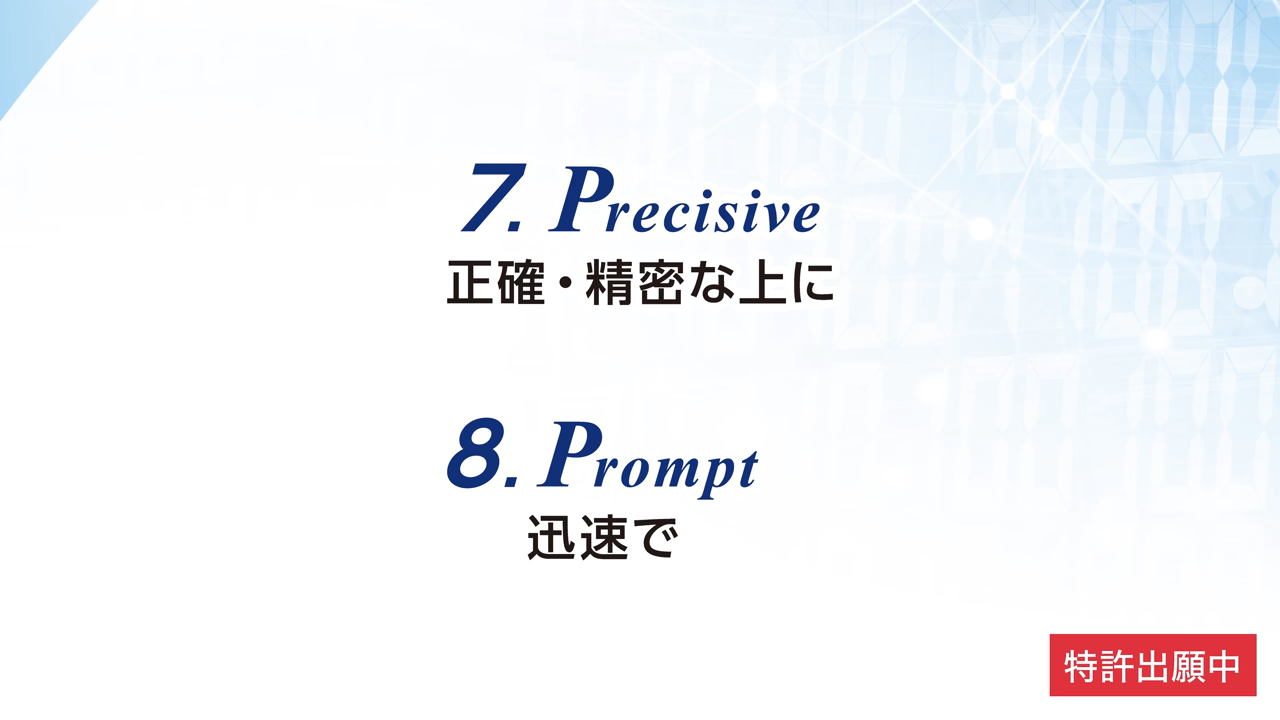 7. Precisive
正確・精密な上に
8. Prompt
迅速で
特許出願中